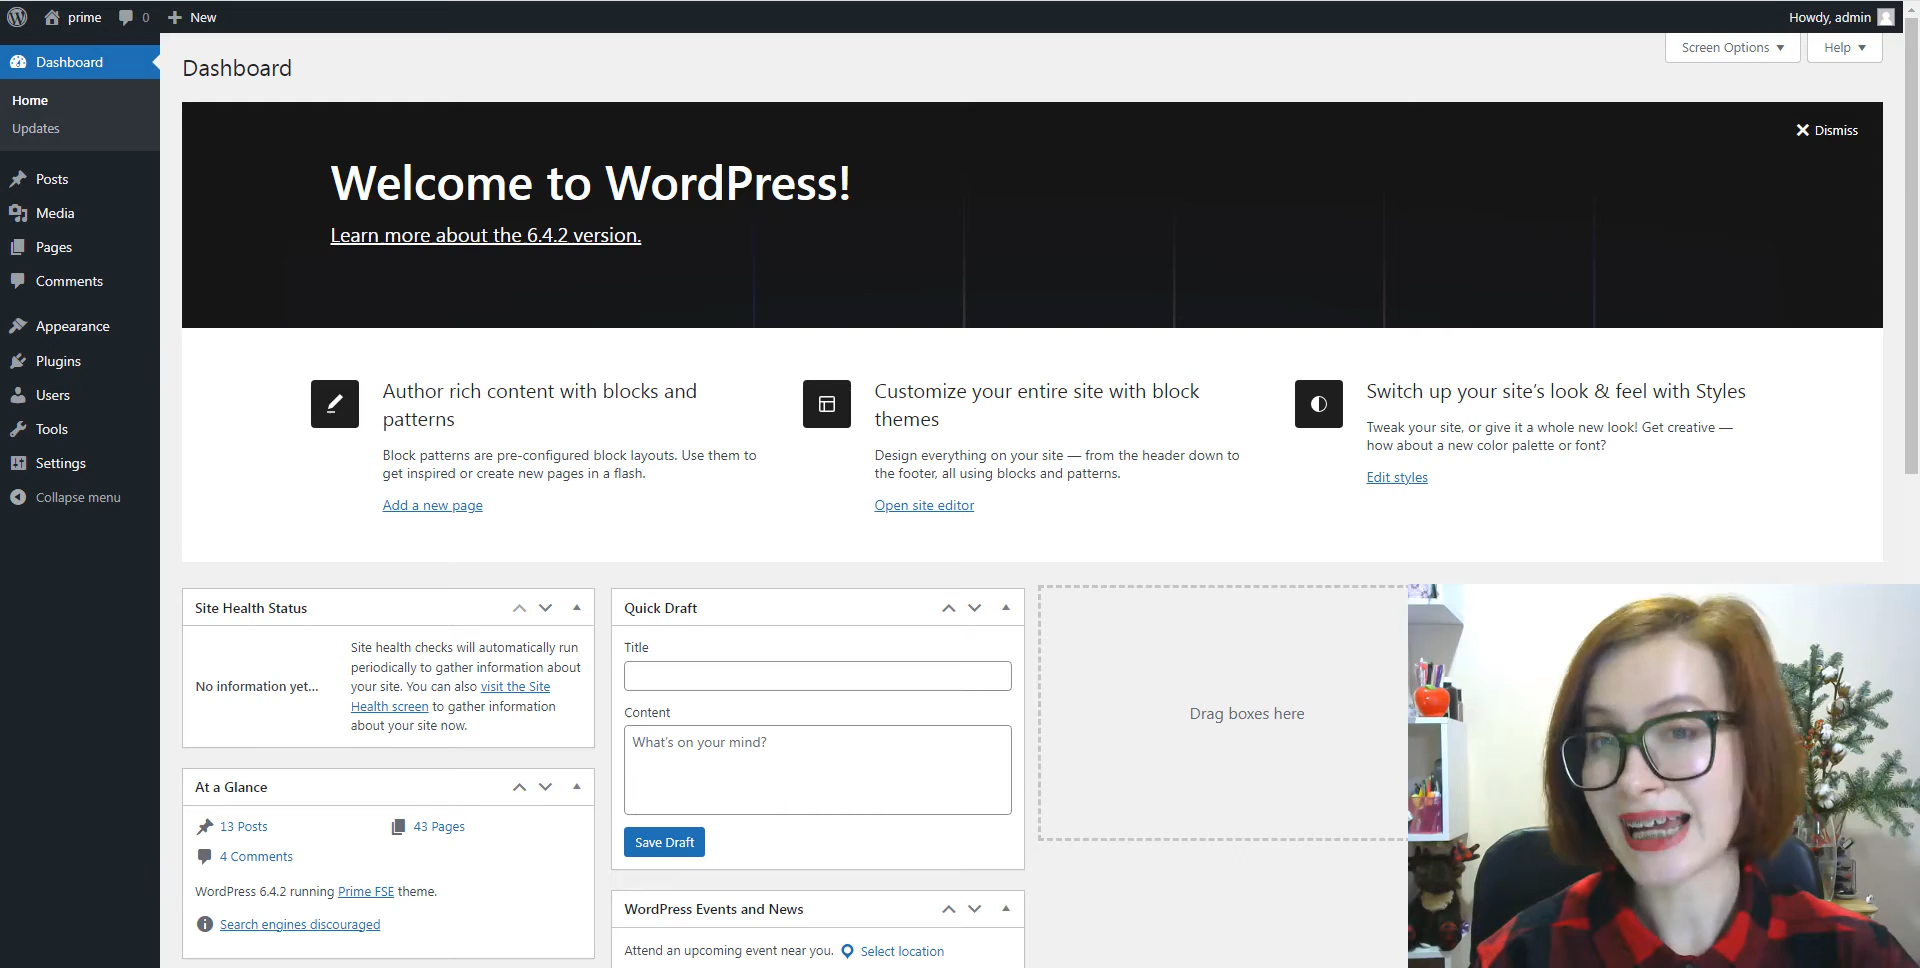 prime
0
New
Howdy, admin
Dashboard
Home
Updates
Posts
Media
Pages
Comments
Appearance
Plugins
Users
Tools
Settings
Collapse menu
Screen Options
Help
Dashboard
Dismiss
Welcome to WordPress!
Learn more about the 6.4.2 version.
Author rich content with blocks and
patterns
Block patterns are pre-configured block layouts. Use them to
get inspired or create new pages in a flash.
Add a new page
Customize your entire site with block
themes
Design everything on your site — from the header down to
the footer, all using blocks and patterns.
Open site editor
Switch up your site’s look & feel with Styles
Tweak your site, or give it a whole new look! Get creative —
how about a new color palette or font?
Edit styles
Site Health Status
No information yet...
Site health checks will automatically run
periodically to gather information about
your site. You can also visit the Site
Health screen to gather information
about your site now.
At a Glance
13 Posts
43 Pages
4 Comments
WordPress 6.4.2 running Prime FSE theme.
Search engines discouraged
Quick Draft
Title
Content
What’s on your mind?
Save Draft
WordPress Events and News
Attend an upcoming event near you.
Select location
Drag boxes here